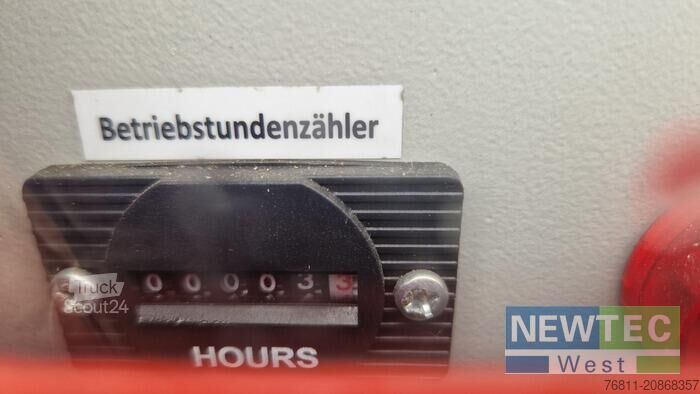 Betriebstundenzähler
0 0 0 0 3 3
Truck
Scout24
HOURS
NEWTEC
West
76811-20868357